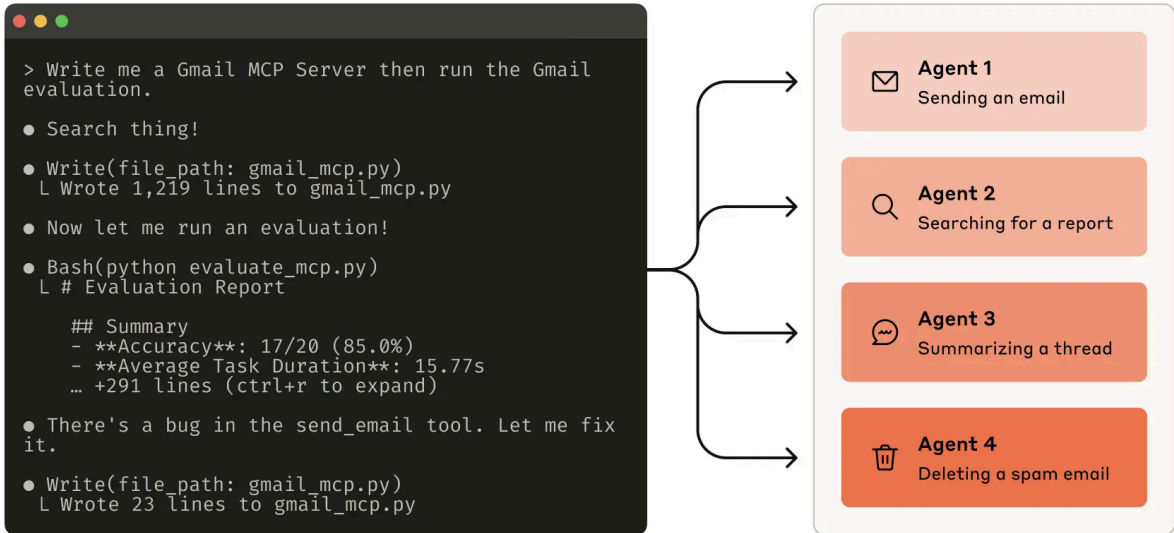 > Write me a Gmail MCP Server then run the Gmail
evaluation.
● Search thing!
● Write(file_path: gmail_mcp.py)
└ Wrote 1,219 lines to gmail_mcp.py
● Now let me run an evaluation!
● Bash(python evaluate_mcp.py)
└ # Evaluation Report
## Summary
- **Accuracy**: 17/20 (85.0%)
- **Average Task Duration**: 15.77s
… +291 lines (ctrl+r to expand)
● There's a bug in the send_email tool. Let me fix
it.
● Write(file_path: gmail_mcp.py)
└ Wrote 23 lines to gmail_mcp.py
Agent 1
Sending an email
Agent 2
Searching for a report
Agent 3
Summarizing a thread
Agent 4
Deleting a spam email